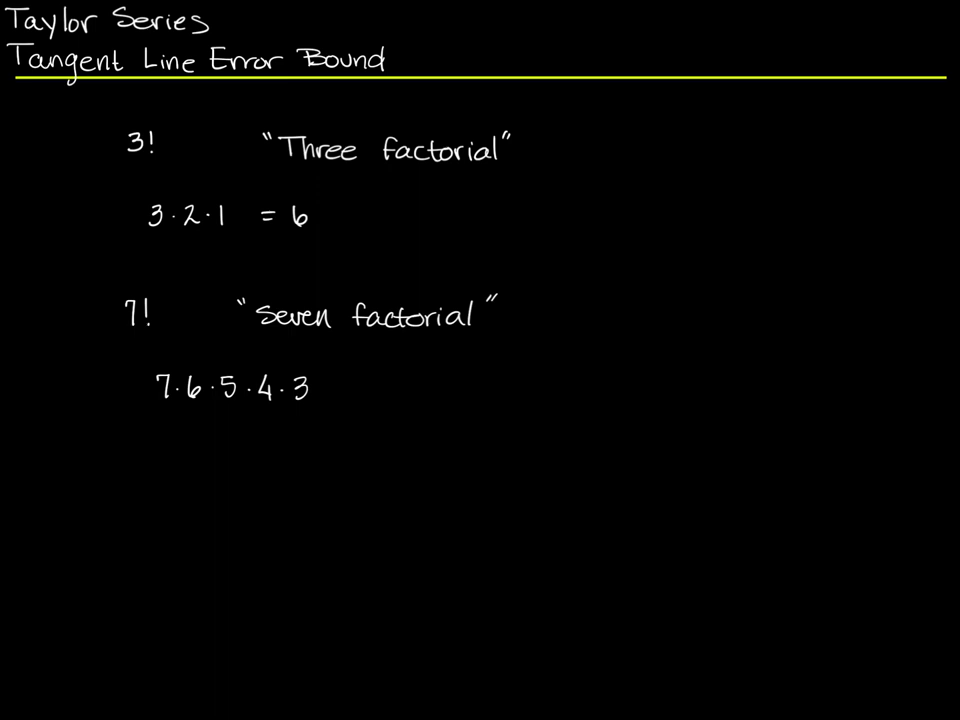 Taylor Series
Tangent Line Error Bound
3! "Three factorial"
3 · 2 · 1 = 6
7! "Seven factorial"
7 · 6 · 5 · 4 · 3